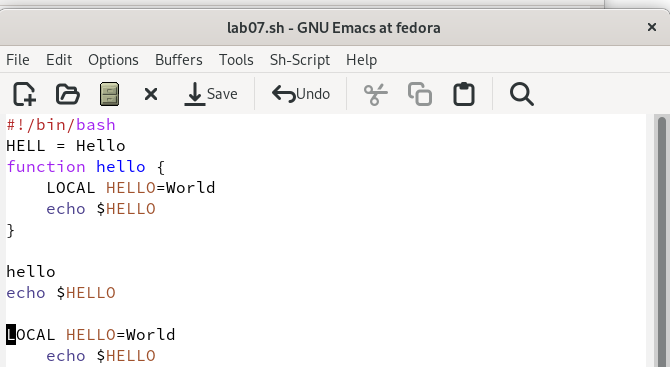 lab07.sh - GNU Emacs at fedora
File Edit Options Buffers Tools Sh-Script Help
Save Undo
#!/bin/bash
HELL = Hello
function hello {
    LOCAL HELLO=World
    echo $HELLO
}
hello
echo $HELLO
LOCAL HELLO=World
    echo $HELLO